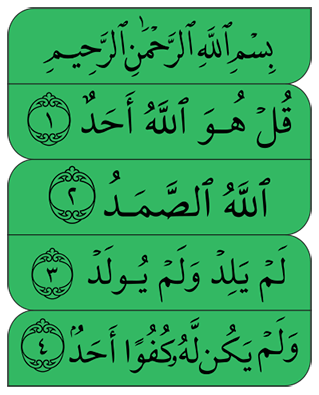 بِسْمِ ٱللَّهِ ٱلرَّحْمَٰنِ ٱلرَّحِيمِ
قُلْ هُوَ ٱللَّهُ أَحَدٌ ١
ٱللَّهُ ٱلصَّمَدُ ٢
لَمْ يَلِدْ وَلَمْ يُولَدْ ٣
وَلَمْ يَكُن لَّهُۥ كُفُوًا أَحَدٌۢ ٤